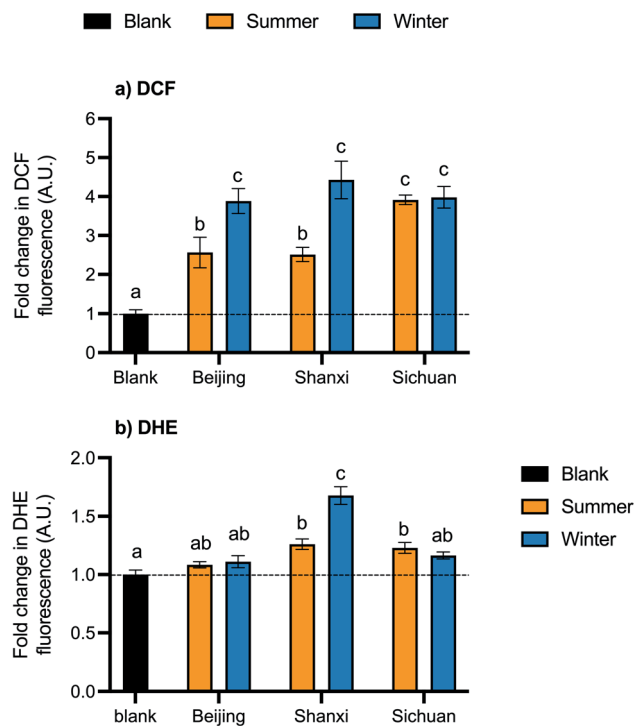 Blank Summer Winter
a) DCF
Fold change in DCF
fluorescence (A.U.)
6
5
4
3
2
1
0
a
b
c
b
c
c
c
Blank Beijing Shanxi Sichuan
b) DHE
Fold change in DHE
fluorescence (A.U.)
2.0
1.5
1.0
0.5
0.0
a
ab
ab
b
c
b
ab
blank Beijing Shanxi Sichuan
Blank
Summer
Winter